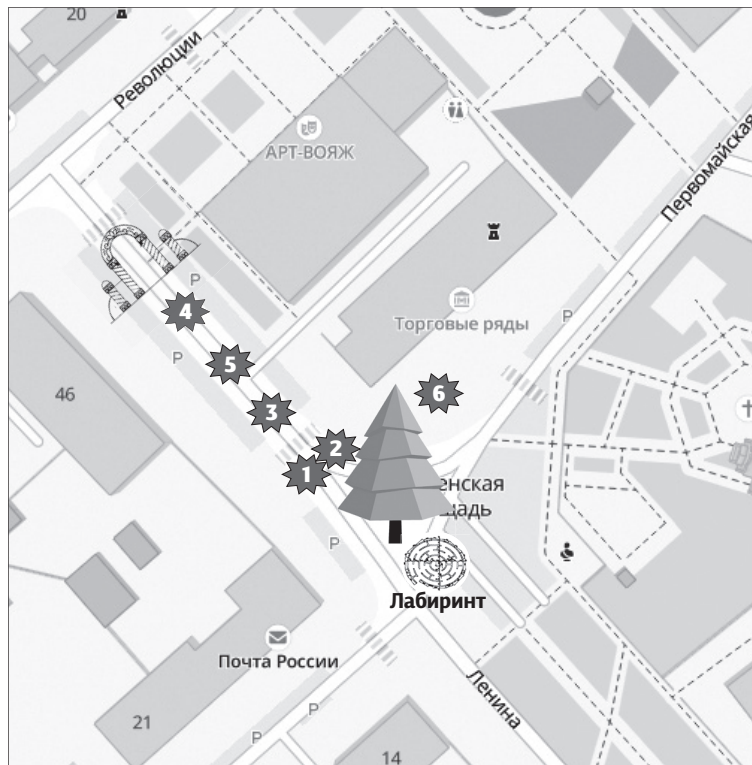 20
Революции
АРТ-ВОЯЖ
Первомайская
P
4
Торговые ряды
P
P
5
6
46
3
2
1
енская
щадь
P
Лабиринт
Почта России
Ленина
P
21
P
14